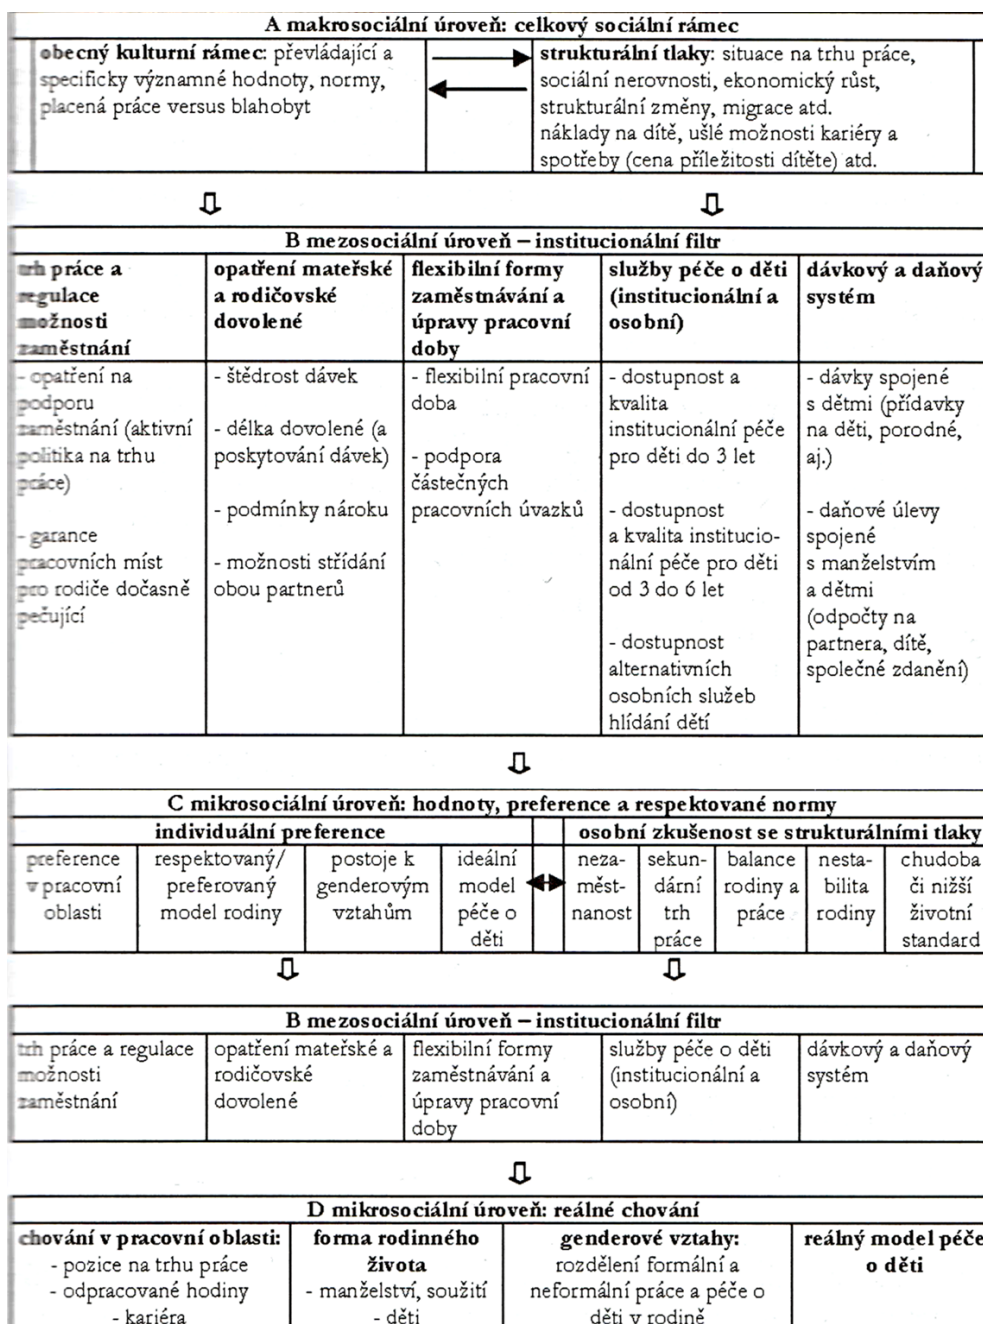 A makrosociální úroveň: celkový sociální rámec
obecný kulturní rámec: převládající a
specificky významné hodnoty, normy,
placená práce versus blahobyt
strukturální tlaky: situace na trhu práce,
sociální nerovnosti, ekonomický růst,
strukturální změny, migrace atd.
náklady na dítě, ušlé možnosti kariéry a
spotřeby (cena příležitosti dítěte) atd.
B mezosociální úroveň – institucionální filtr
trh práce a
regulace
možnosti
zaměstnání
opatření mateřské
a rodičovské
dovolené
flexibilní formy
zaměstnávání a
úpravy pracovní
doby
služby péče o děti
(institucionální a
osobní)
dávkový a daňový
systém
- opatření na
podporu
zaměstnání (aktivní
politika na trhu
práce)
- garance
pracovních míst
pro rodiče dočasně
pečující
- štědrost dávek
- délka dovolené (a
poskytování dávek)
- podmínky nároku
- možnosti střídání
obou partnerů
- flexibilní pracovní
doba
- podpora
částečných
pracovních úvazků
- dostupnost a
kvalita
institucionální péče
pro děti do 3 let
- dostupnost
a kvalita institucio-
nální péče pro děti
od 3 do 6 let
- dostupnost
alternativních
osobních služeb
hlídání dětí
- dávky spojené
s dětmi (přídavky
na děti, porodné,
aj.)
- daňové úlevy
spojené
s manželstvím
a dětmi
(odpočty na
partnera, dítě,
společné zdanění)
C mikrosociální úroveň: hodnoty, preference a respektované normy
individuální preference
osobní zkušenost se strukturálními tlaky
preference
v pracovní
oblasti
respektovaný/
preferovaný
model rodiny
postoje k
genderovým
vztahům
ideální
model
péče o
děti
neza-
městt-
nanost
sekun-
dární
trh
práce
balance
rodiny a
práce
nesta-
bilita
rodiny
chudoba
či nižší
životní
standard
B mezosociální úroveň – institucionální filtr
trh práce a regulace
možnosti
zaměstnání
opatření mateřské a
rodičovské
dovolené
flexibilní formy
zaměstnávání a
úpravy pracovní
doby
služby péče o děti
(institucionální a
osobní)
dávkový a daňový
systém
D mikrosociální úroveň: reálné chování
chování v pracovní oblasti:
- pozice na trhu práce
- odpracované hodiny
- kariéra
forma rodinného
života
- manželství, soužití
- děti
genderové vztahy:
rozdělení formální a
neformální práce a péče o
děti v rodině
reálný model péče
o děti